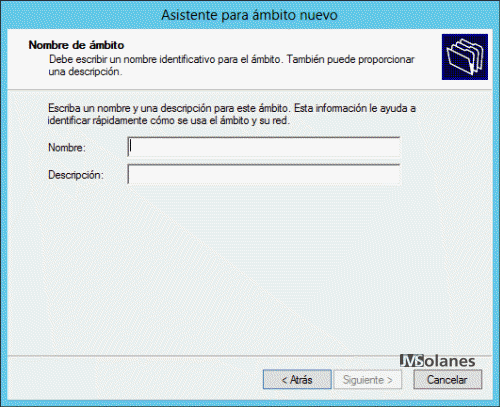 Asistente para ámbito nuevo
Nombre de ámbito
Debe escribir un nombre identificativo para el ámbito. También puede proporcionar
una descripción.
Escriba un nombre y una descripción para este ámbito. Esta información le ayuda a
identificar rápidamente cómo se usa el ámbito y su red.
Nombre:
Descripción:
JMSolanes
< Atrás
Siguiente >
Cancelar